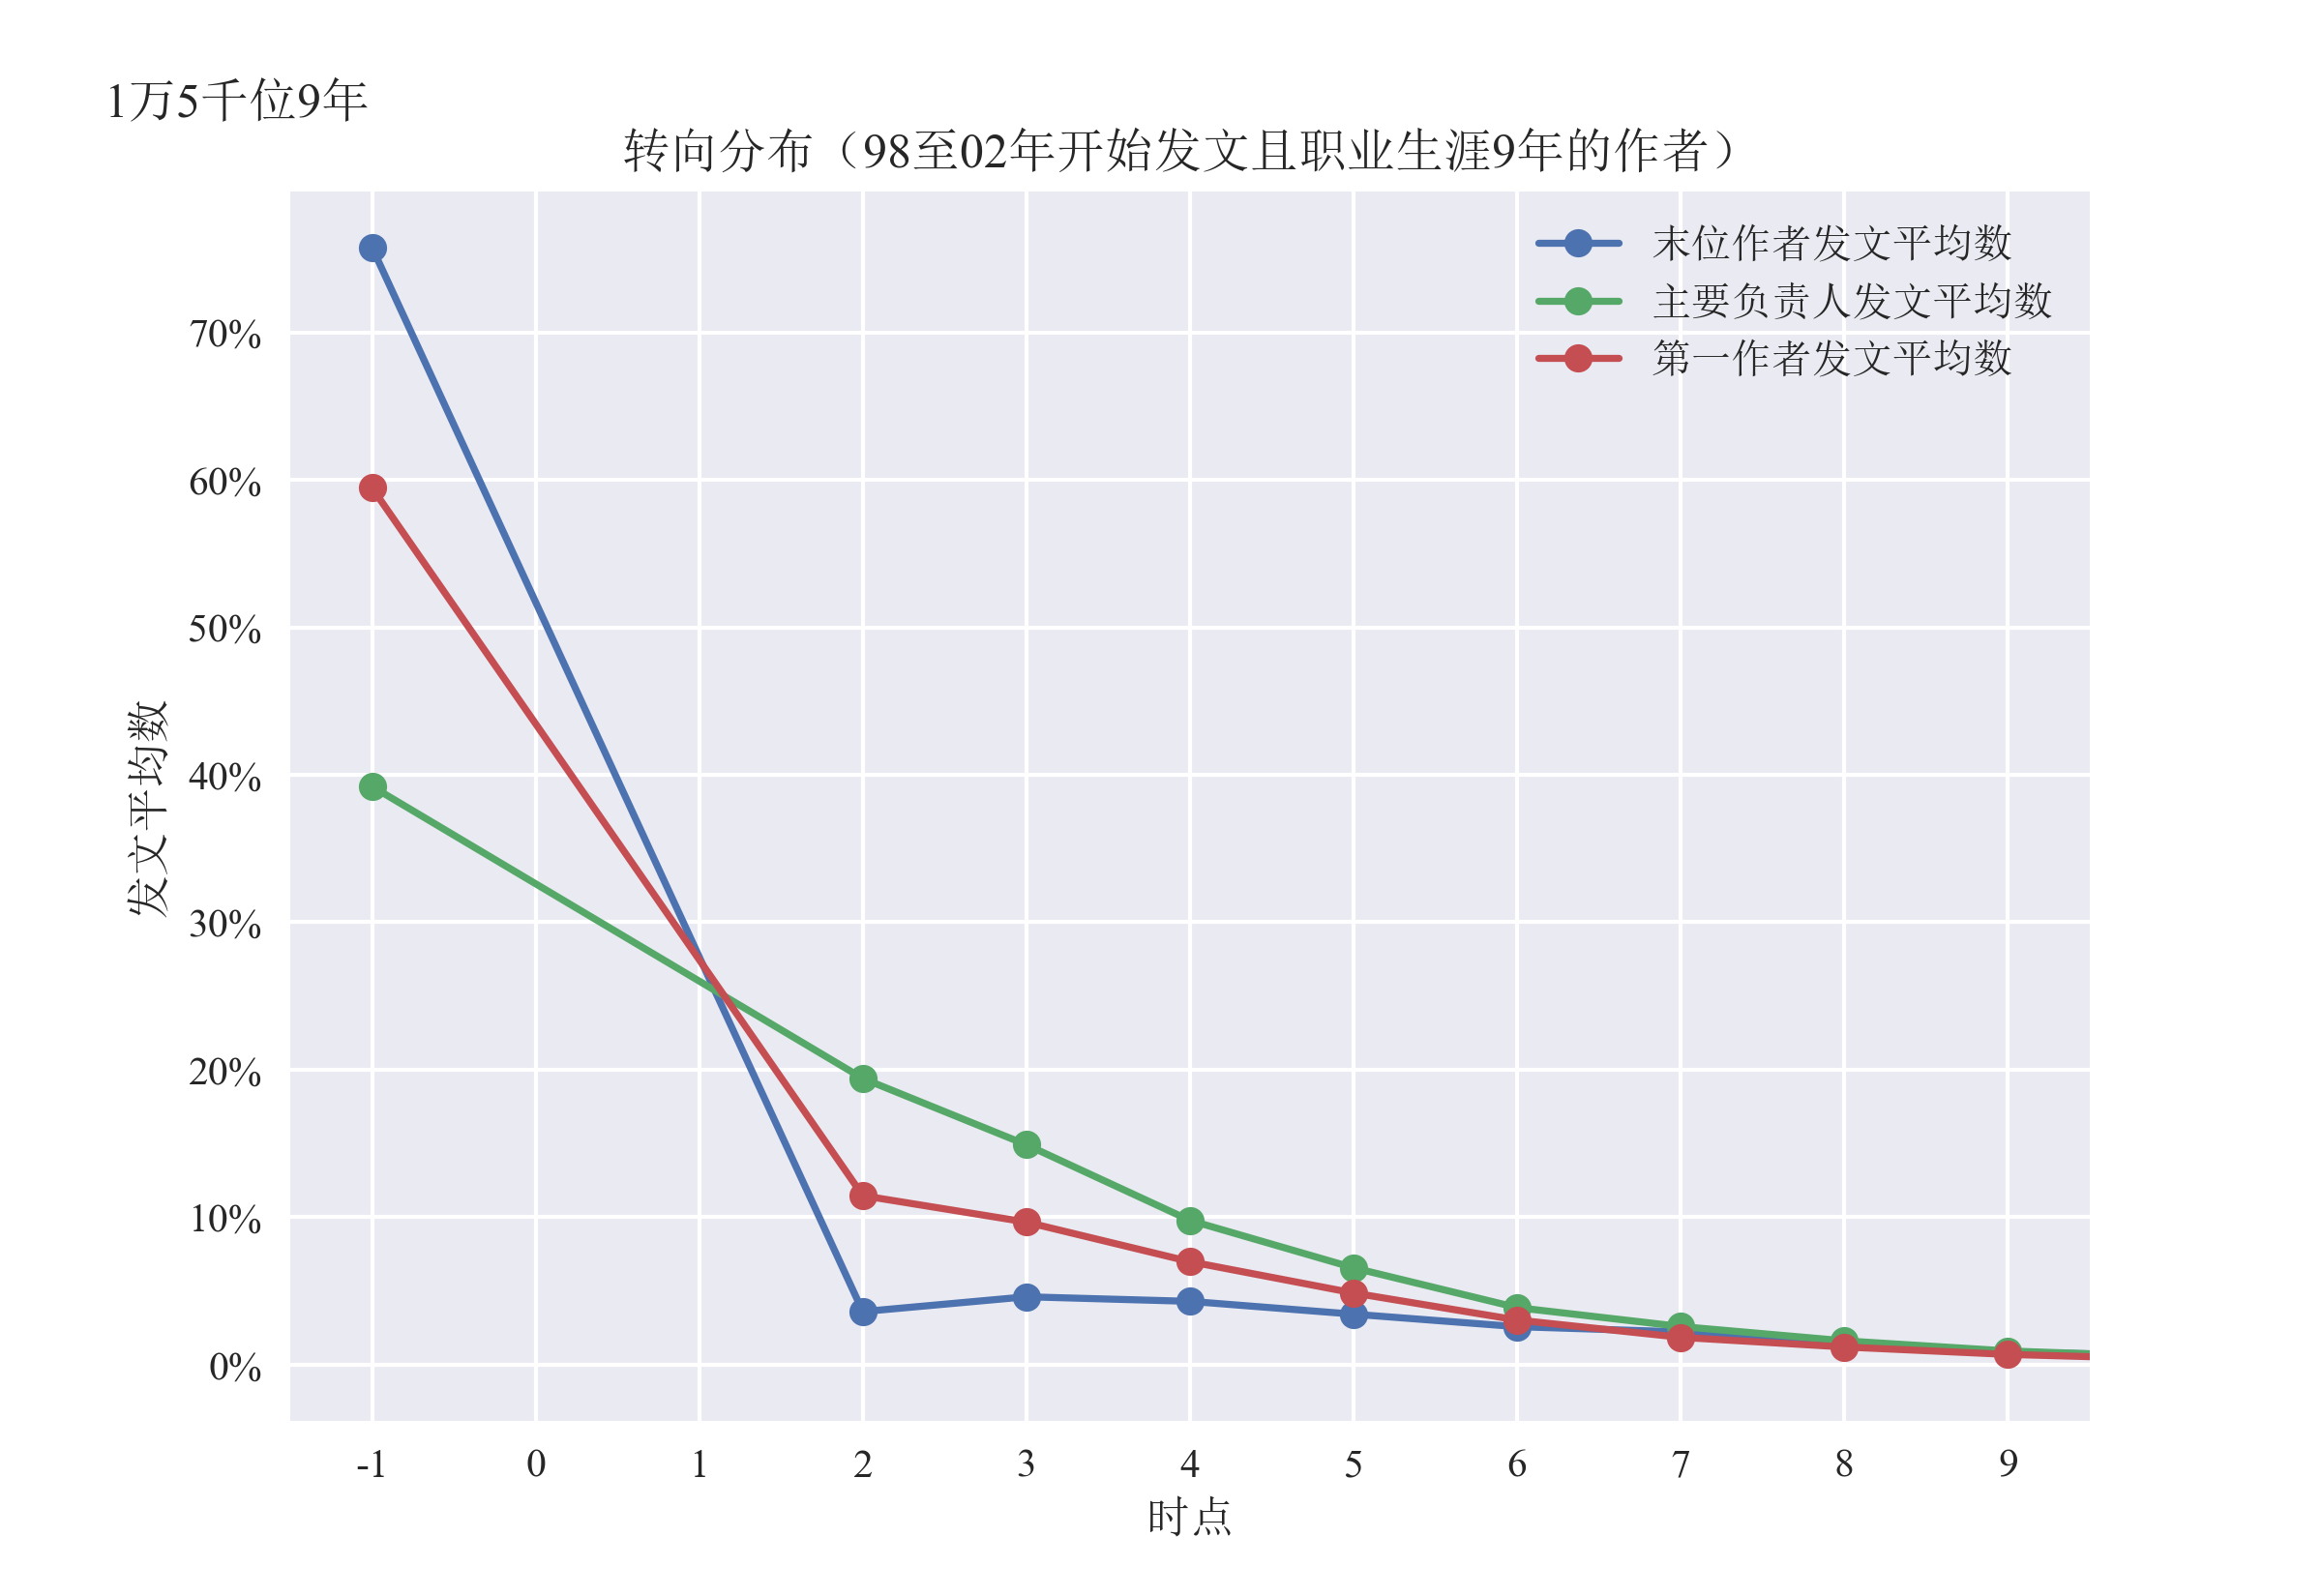 1万5千位9年
转向分布（98至02年开始发文且职业生涯9年的作者）
末位作者发文平均数
主要负责人发文平均数
第一作者发文平均数
发文平均数
70%
60%
50%
40%
30%
20%
10%
0%
-1 0 1 2 3 4 5 6 7 8 9
时点